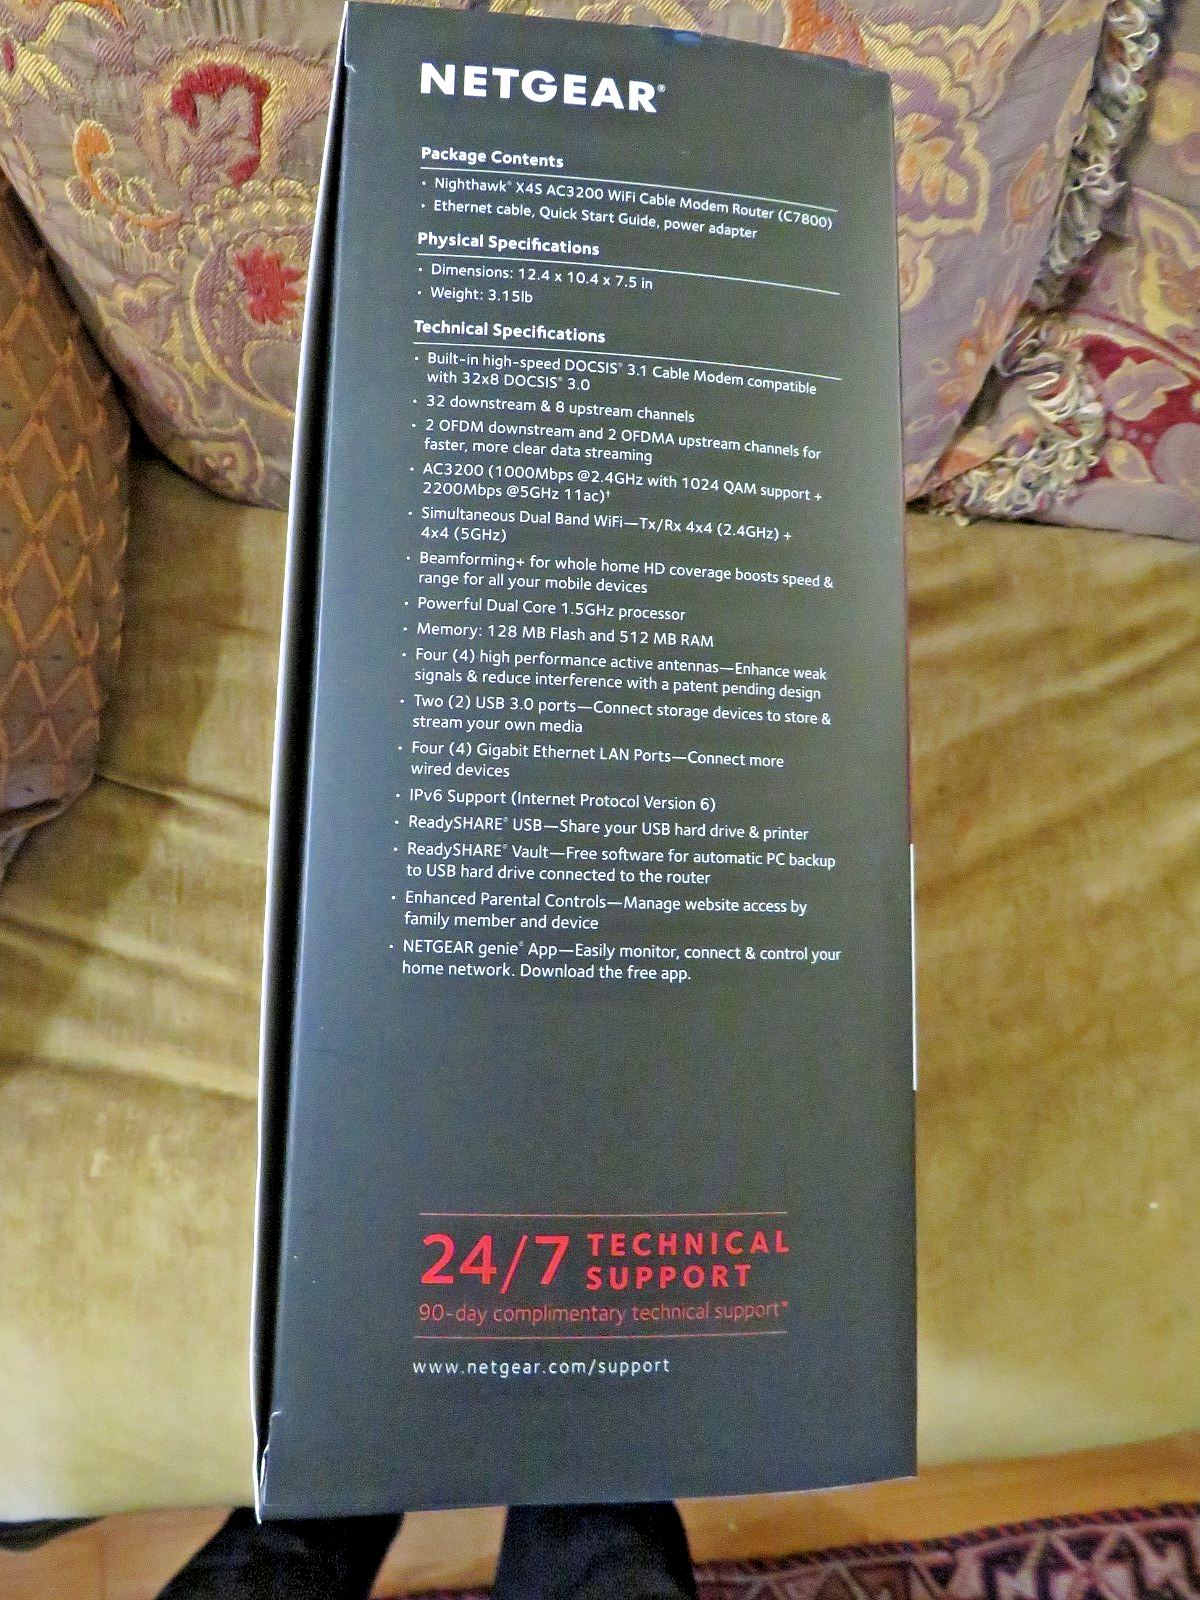 NETGEAR®
Package Contents
• Nighthawk® X4S AC3200 WiFi Cable Modem Router (C7800)
• Ethernet cable, Quick Start Guide, power adapter
Physical Specifications
• Dimensions: 12.4 x 10.4 x 7.5 in
• Weight: 3.15lb
Technical Specifications
• Built-in high-speed DOCSIS® 3.1 Cable Modem compatible
with 32x8 DOCSIS® 3.0
• 32 downstream & 8 upstream channels
• 2 OFDM downstream and 2 OFDMA upstream channels for
faster, more clear data streaming
• AC3200 (1000Mbps @2.4GHz with 1024 QAM support +
2200Mbps @5GHz 11ac)†
• Simultaneous Dual Band WiFi—Tx/Rx 4x4 (2.4GHz) +
4x4 (5GHz)
• Beamforming+ for whole home HD coverage boosts speed &
range for all your mobile devices
• Powerful Dual Core 1.5GHz processor
• Memory: 128 MB Flash and 512 MB RAM
• Four (4) high performance active antennas—Enhance weak
signals & reduce interference with a patent pending design
• Two (2) USB 3.0 ports—Connect storage devices to store &
stream your own media
• Four (4) Gigabit Ethernet LAN Ports—Connect more
wired devices
• IPv6 Support (Internet Protocol Version 6)
• ReadySHARE® USB—Share your USB hard drive & printer
• ReadySHARE® Vault—Free software for automatic PC backup
to USB hard drive connected to the router
• Enhanced Parental Controls—Manage website access by
family member and device
• NETGEAR genie® App—Easily monitor, connect & control your
home network. Download the free app.
24/7 TECHNICAL
SUPPORT
90-day complimentary technical support*
www.netgear.com/support